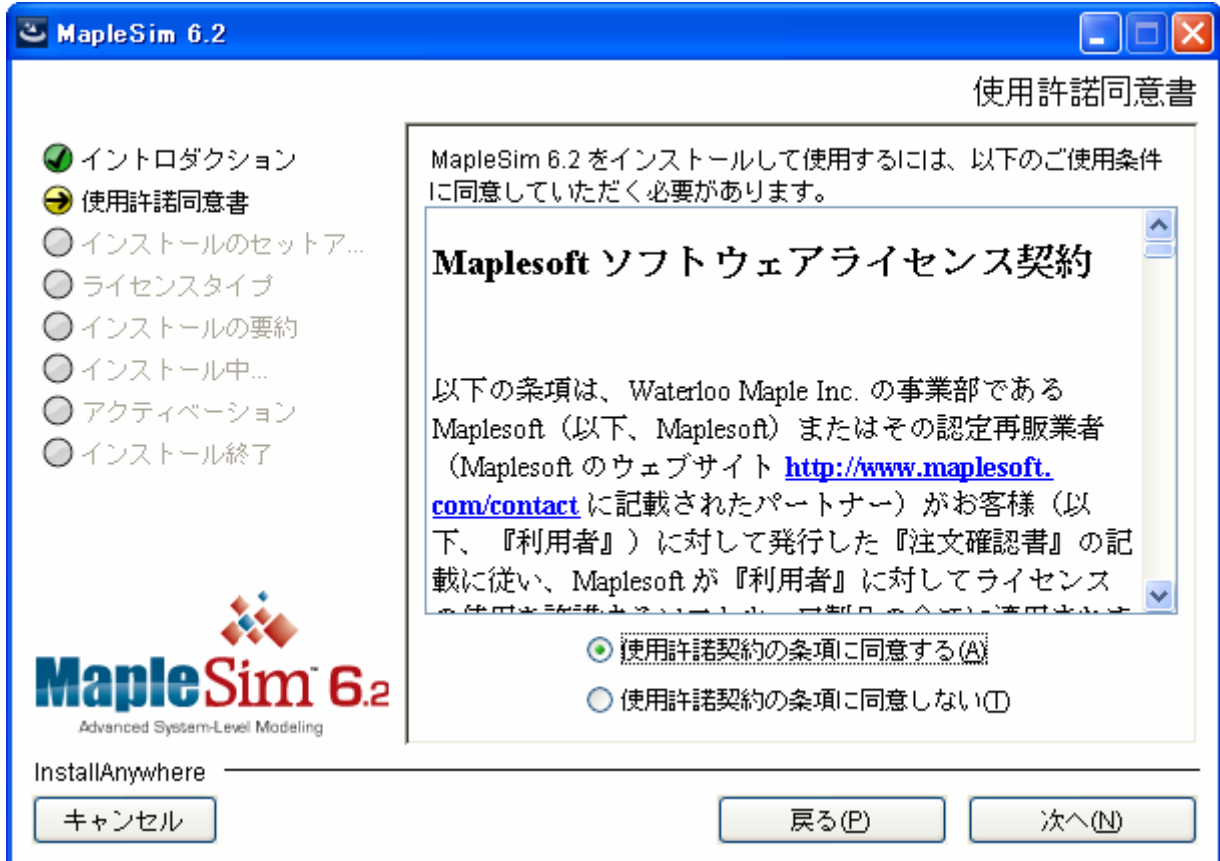 MapleSim 6.2
使用許諾同意書
イントロダクション
使用許諾同意書
インストールのセットア...
ライセンスタイプ
インストールの要約
インストール中...
アクティベーション
インストール終了
MapleSim 6.2 をインストールして使用するには、以下のご使用条件
に同意していただく必要があります。
Maplesoft ソフトウェアライセンス契約
以下の条項は、Waterloo Maple Inc. の事業部である
Maplesoft（以下、Maplesoft）またはその認定再販業者
（Maplesoft のウェブサイト http://www.maplesoft.
com/contact に記載されたパートナー）がお客様（以
下、『利用者』）に対して発行した『注文確認書』の記
載に従い、Maplesoft が『利用者』に対してライセンス
使用許諾契約の条項に同意する(A)
使用許諾契約の条項に同意しない(T)
MapleSim™ 6.2
Advanced System-Level Modeling
InstallAnywhere
キャンセル
戻る(P)
次へ(N)